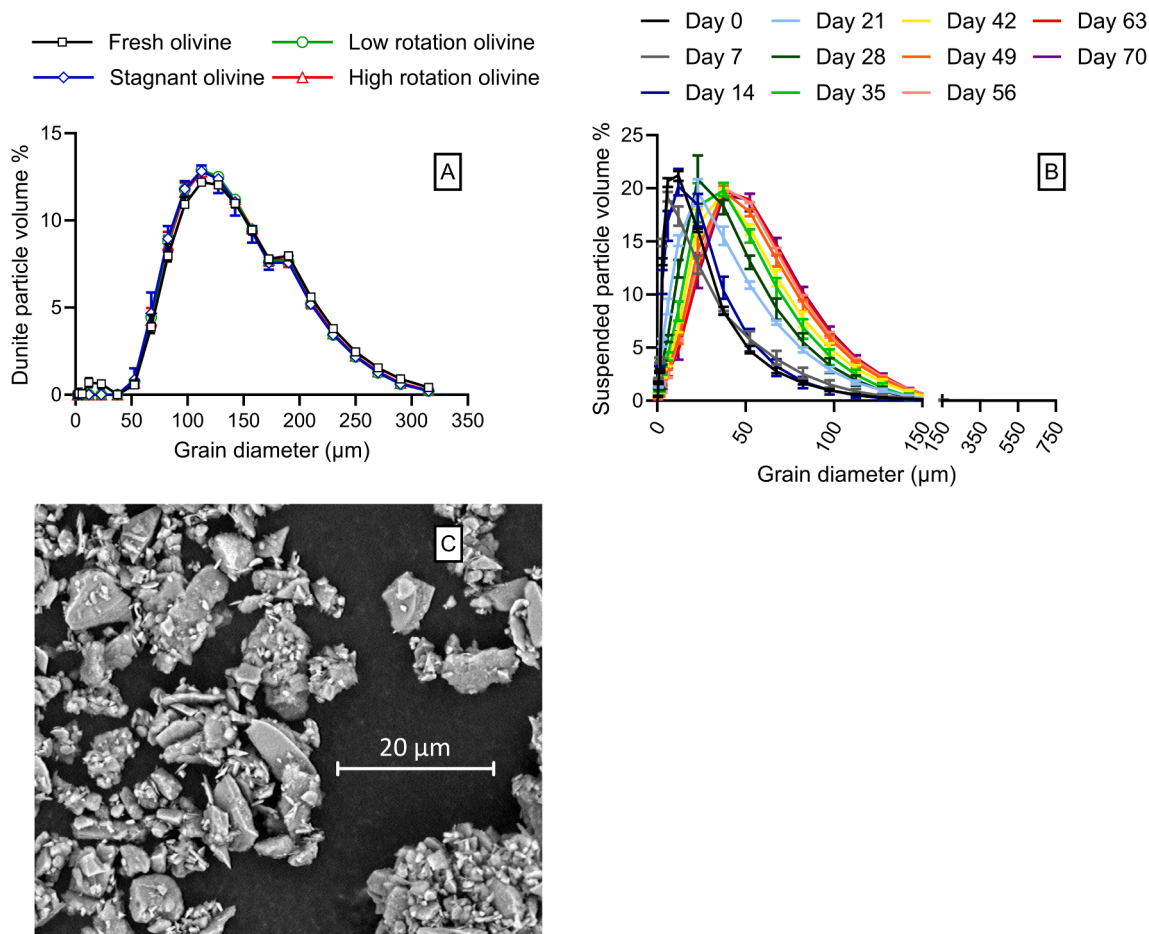 Fresh olivine Low rotation olivine
Stagnant olivine High rotation olivine
A
15
10
5
0
Dunite particle volume %
0 50 100 150 200 250 300 350
Grain diameter (µm)
Day 0 Day 21 Day 42 Day 63
Day 7 Day 28 Day 49 Day 70
Day 14 Day 35 Day 56
B
25
20
15
10
5
0
Suspended particle volume %
0 50 100 150 150 350 550 750
Grain diameter (µm)
C
20 µm